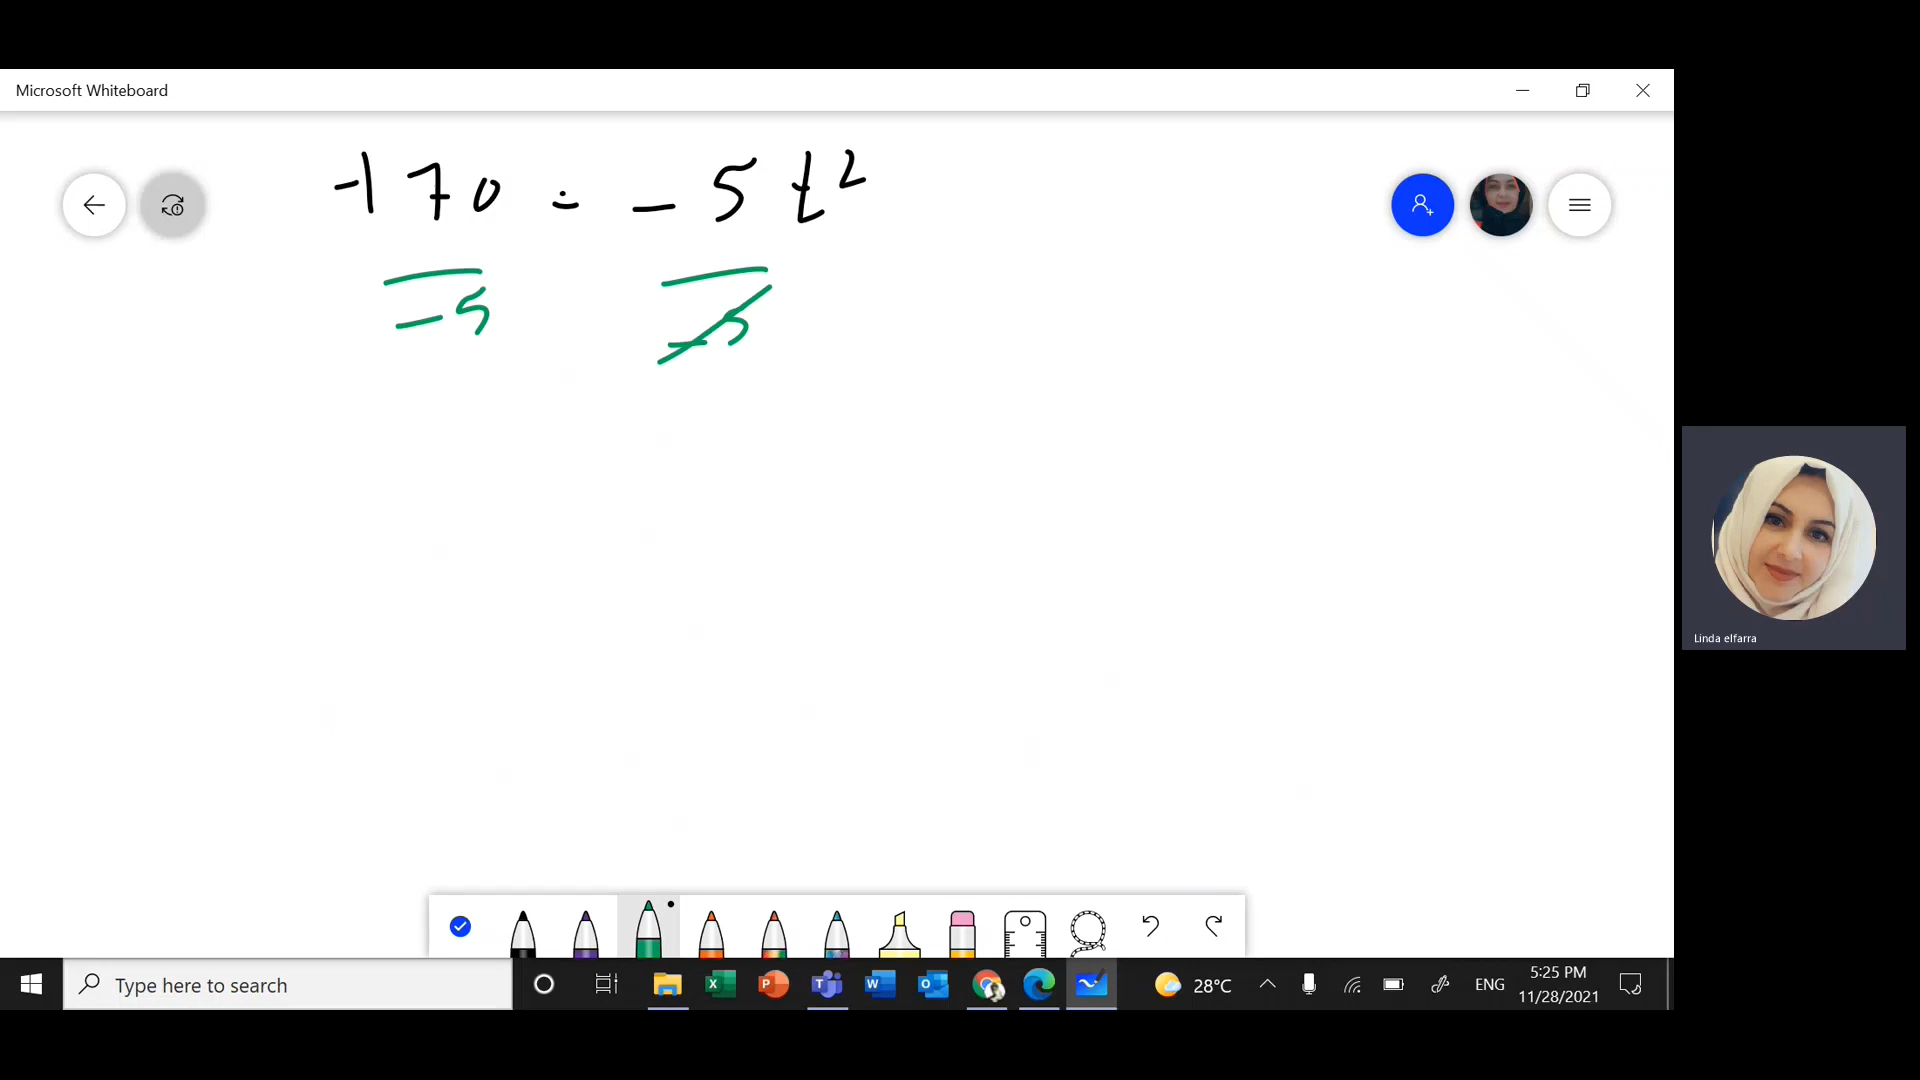 Microsoft Whiteboard
-170 = -5t²
-5 -5
Linda elfarra
Type here to search
28°C
ENG
5:25 PM
11/28/2021